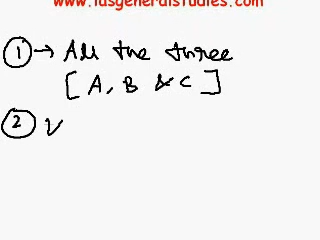 www.iasgeneralstudies.com
① → All the three
[A, B & C]
②